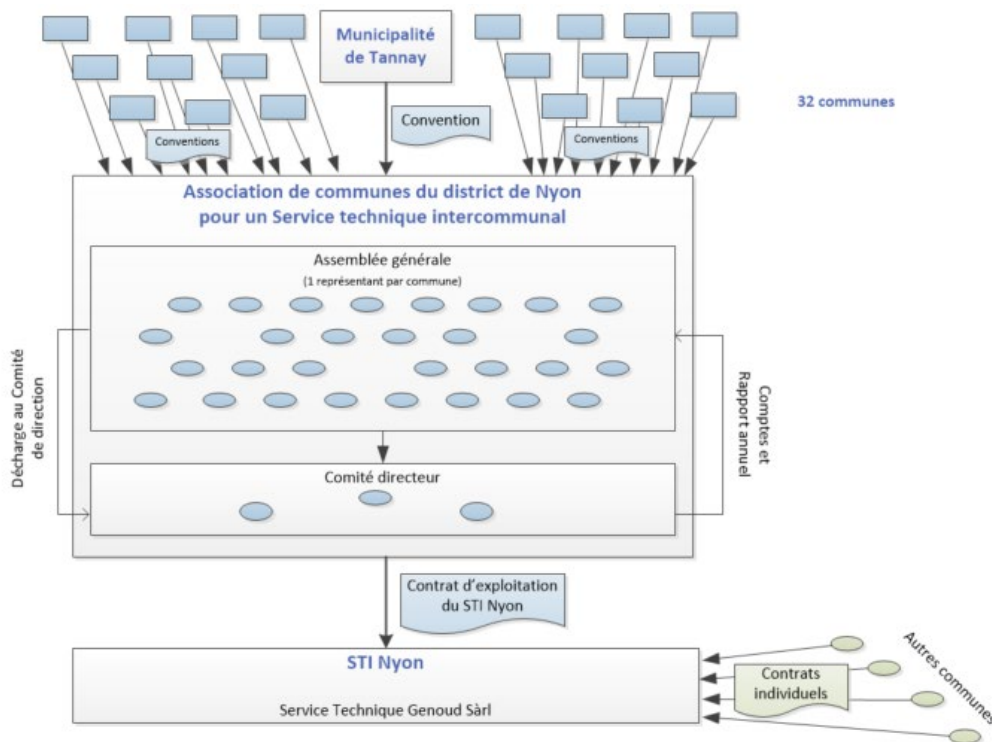 Municipalité
de Tannay
32 communes
Convention
Conventions
Conventions
Association de communes du district de Nyon
pour un Service technique intercommunal
Assemblée générale
(1 représentant par commune)
Décharge au Comité
de direction
Comptes et
Rapport annuel
Comité directeur
Contrat d'exploitation
du STI Nyon
STI Nyon
Service Technique Genoud Sàrl
Contrats
individuels
Autres communes